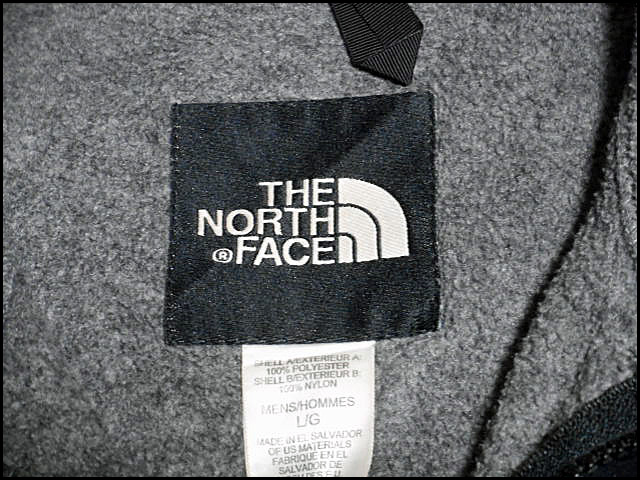 THE
NORTH
® FACE
SHELL A/EXTERIEUR A:
100% POLYESTER
SHELL B/EXTERIEUR B:
100% NYLON
MENS/HOMMES
L/G
MADE IN EL SALVADOR
OF US MATERIALS
FABRIQUE EN EL
SALVADOR DE